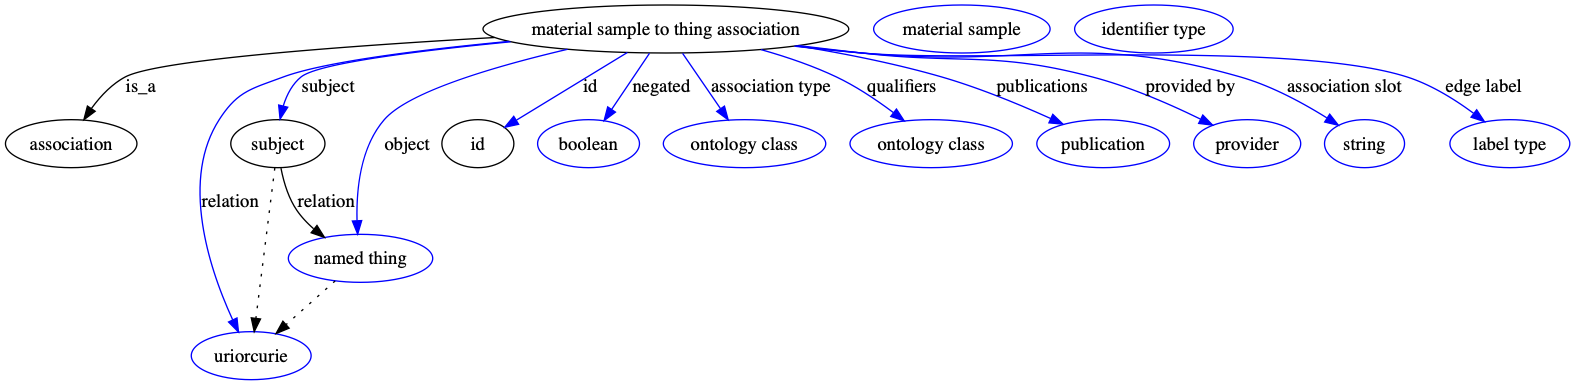 material sample to thing association
material sample
identifier type
is_a
subject
object
id
negated
association type
qualifiers
publications
provided by
association slot
edge label
association
subject
id
boolean
ontology class
ontology class
publication
provider
string
label type
relation
relation
named thing
uriorcurie